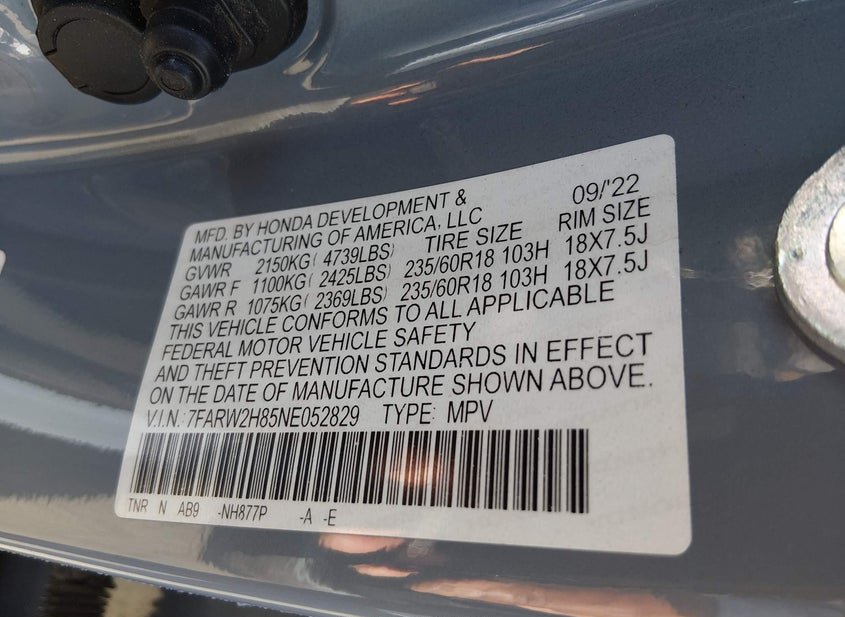 MFD. BY HONDA DEVELOPMENT & 09/'22
MANUFACTURING OF AMERICA, LLC
TIRE SIZE RIM SIZE
GVWR 2150KG( 4739LBS)
GAWR F 1100KG( 2425LBS) 235/60R18 103H 18X7.5J
GAWR R 1075KG( 2369LBS) 235/60R18 103H 18X7.5J
THIS VEHICLE CONFORMS TO ALL APPLICABLE
FEDERAL MOTOR VEHICLE SAFETY
AND THEFT PREVENTION STANDARDS IN EFFECT
ON THE DATE OF MANUFACTURE SHOWN ABOVE.
V.I.N.: 7FARW2H85NE052829 TYPE: MPV
TNR N AB9 -NH877P -A -E